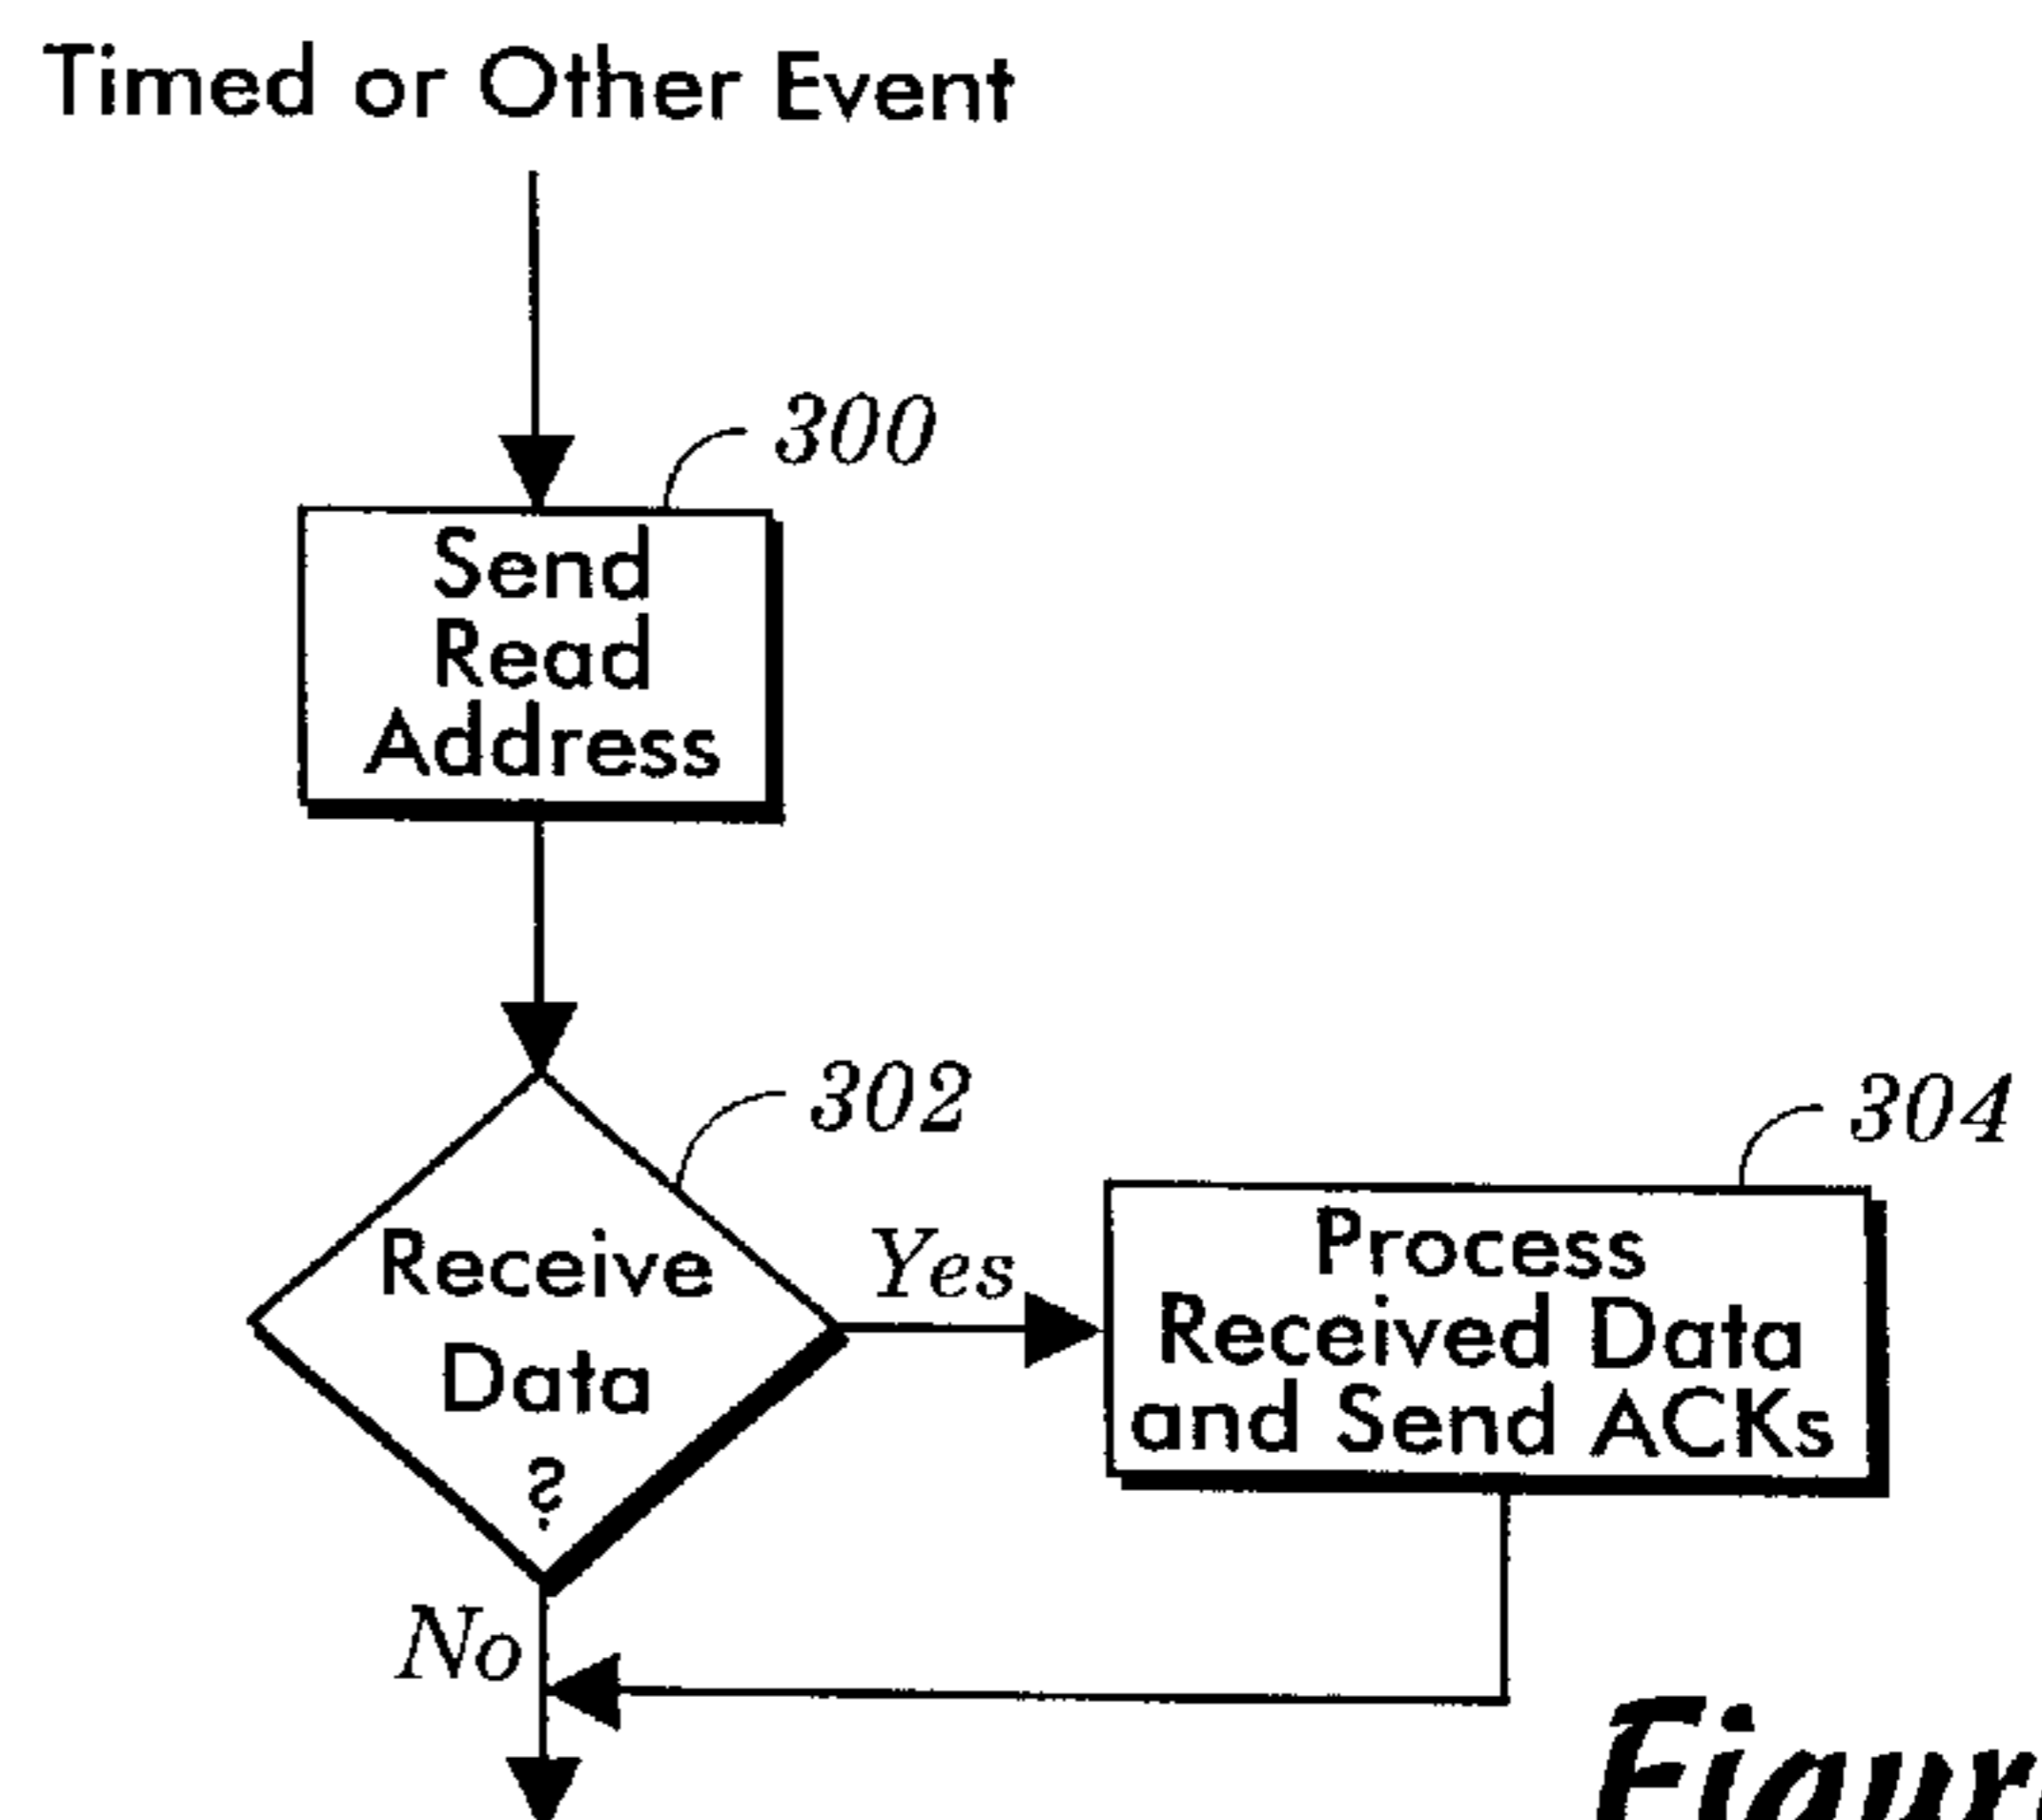 Timed or Other Event
300
Send
Read
Address
302
304
Receive
Data
?
Yes
Process
Received Data
and Send ACKs
No